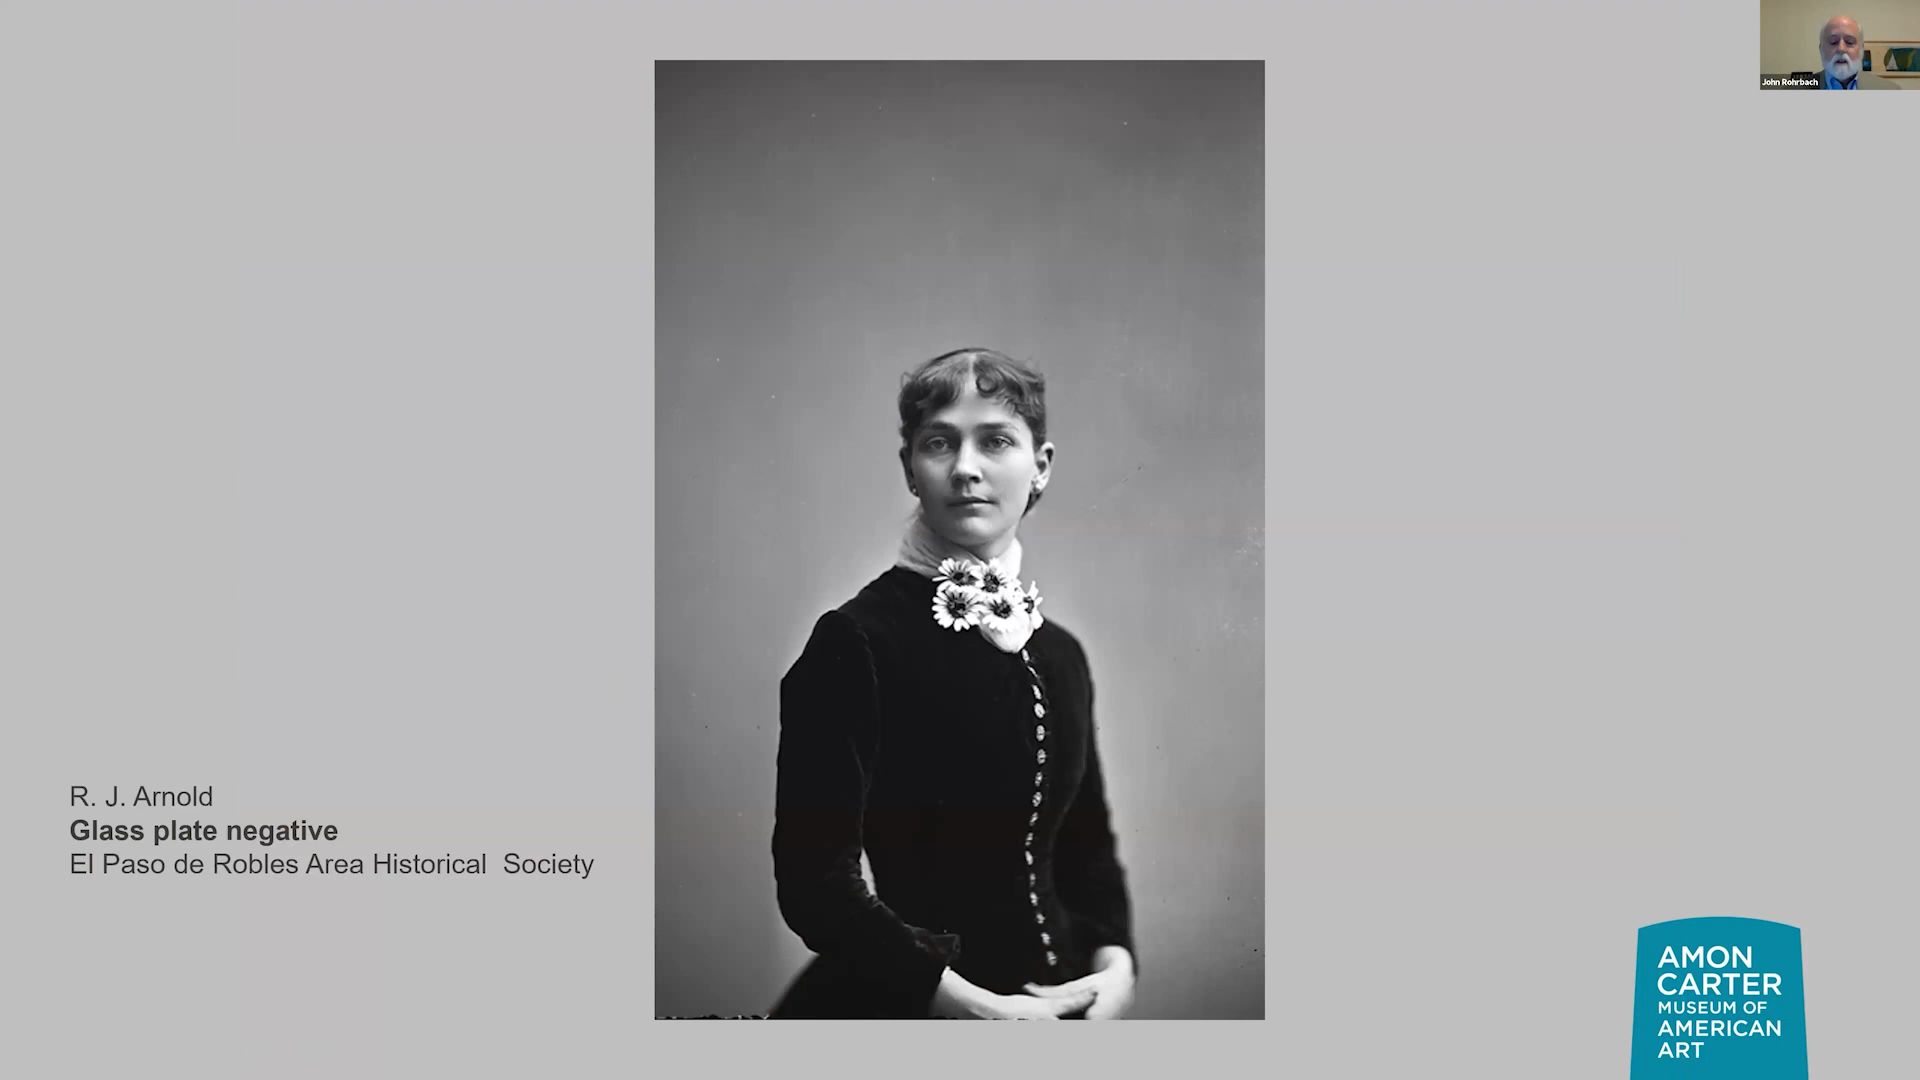 John Rohrbach
R. J. Arnold
Glass plate negative
El Paso de Robles Area Historical  Society
AMON
CARTER
MUSEUM OF
AMERICAN
ART